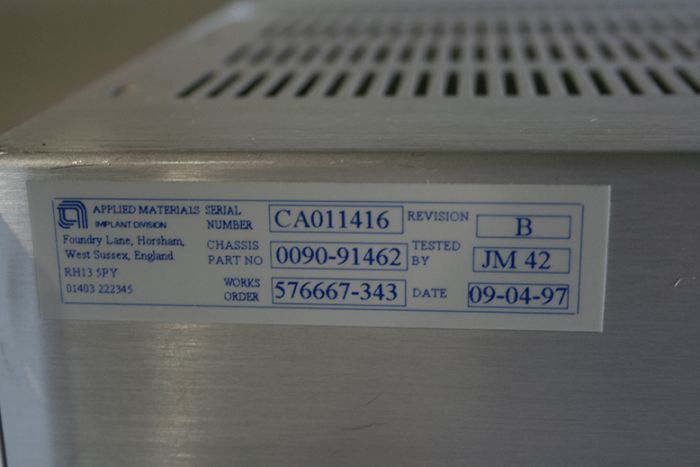 APPLIED MATERIALS
IMPLANT DIVISION
Foundry Lane, Horsham,
West Sussex, England
RH13 5PY
01403 222345
SERIAL NUMBER CA011416 REVISION B
CHASSIS PART NO 0090-91462 TESTED BY JM 42
WORKS ORDER 576667-343 DATE 09-04-97